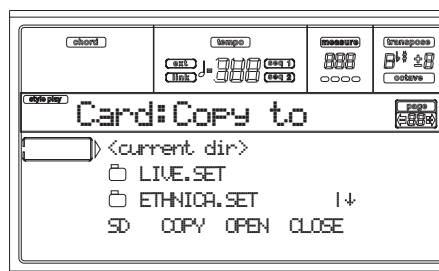 chord tempo measure transpose
ext seq 1
link seq 2
octave
style play page
Card:Copy to
<current dir>
LIVE.SET
ETHNICA.SET
SD COPY OPEN CLOSE